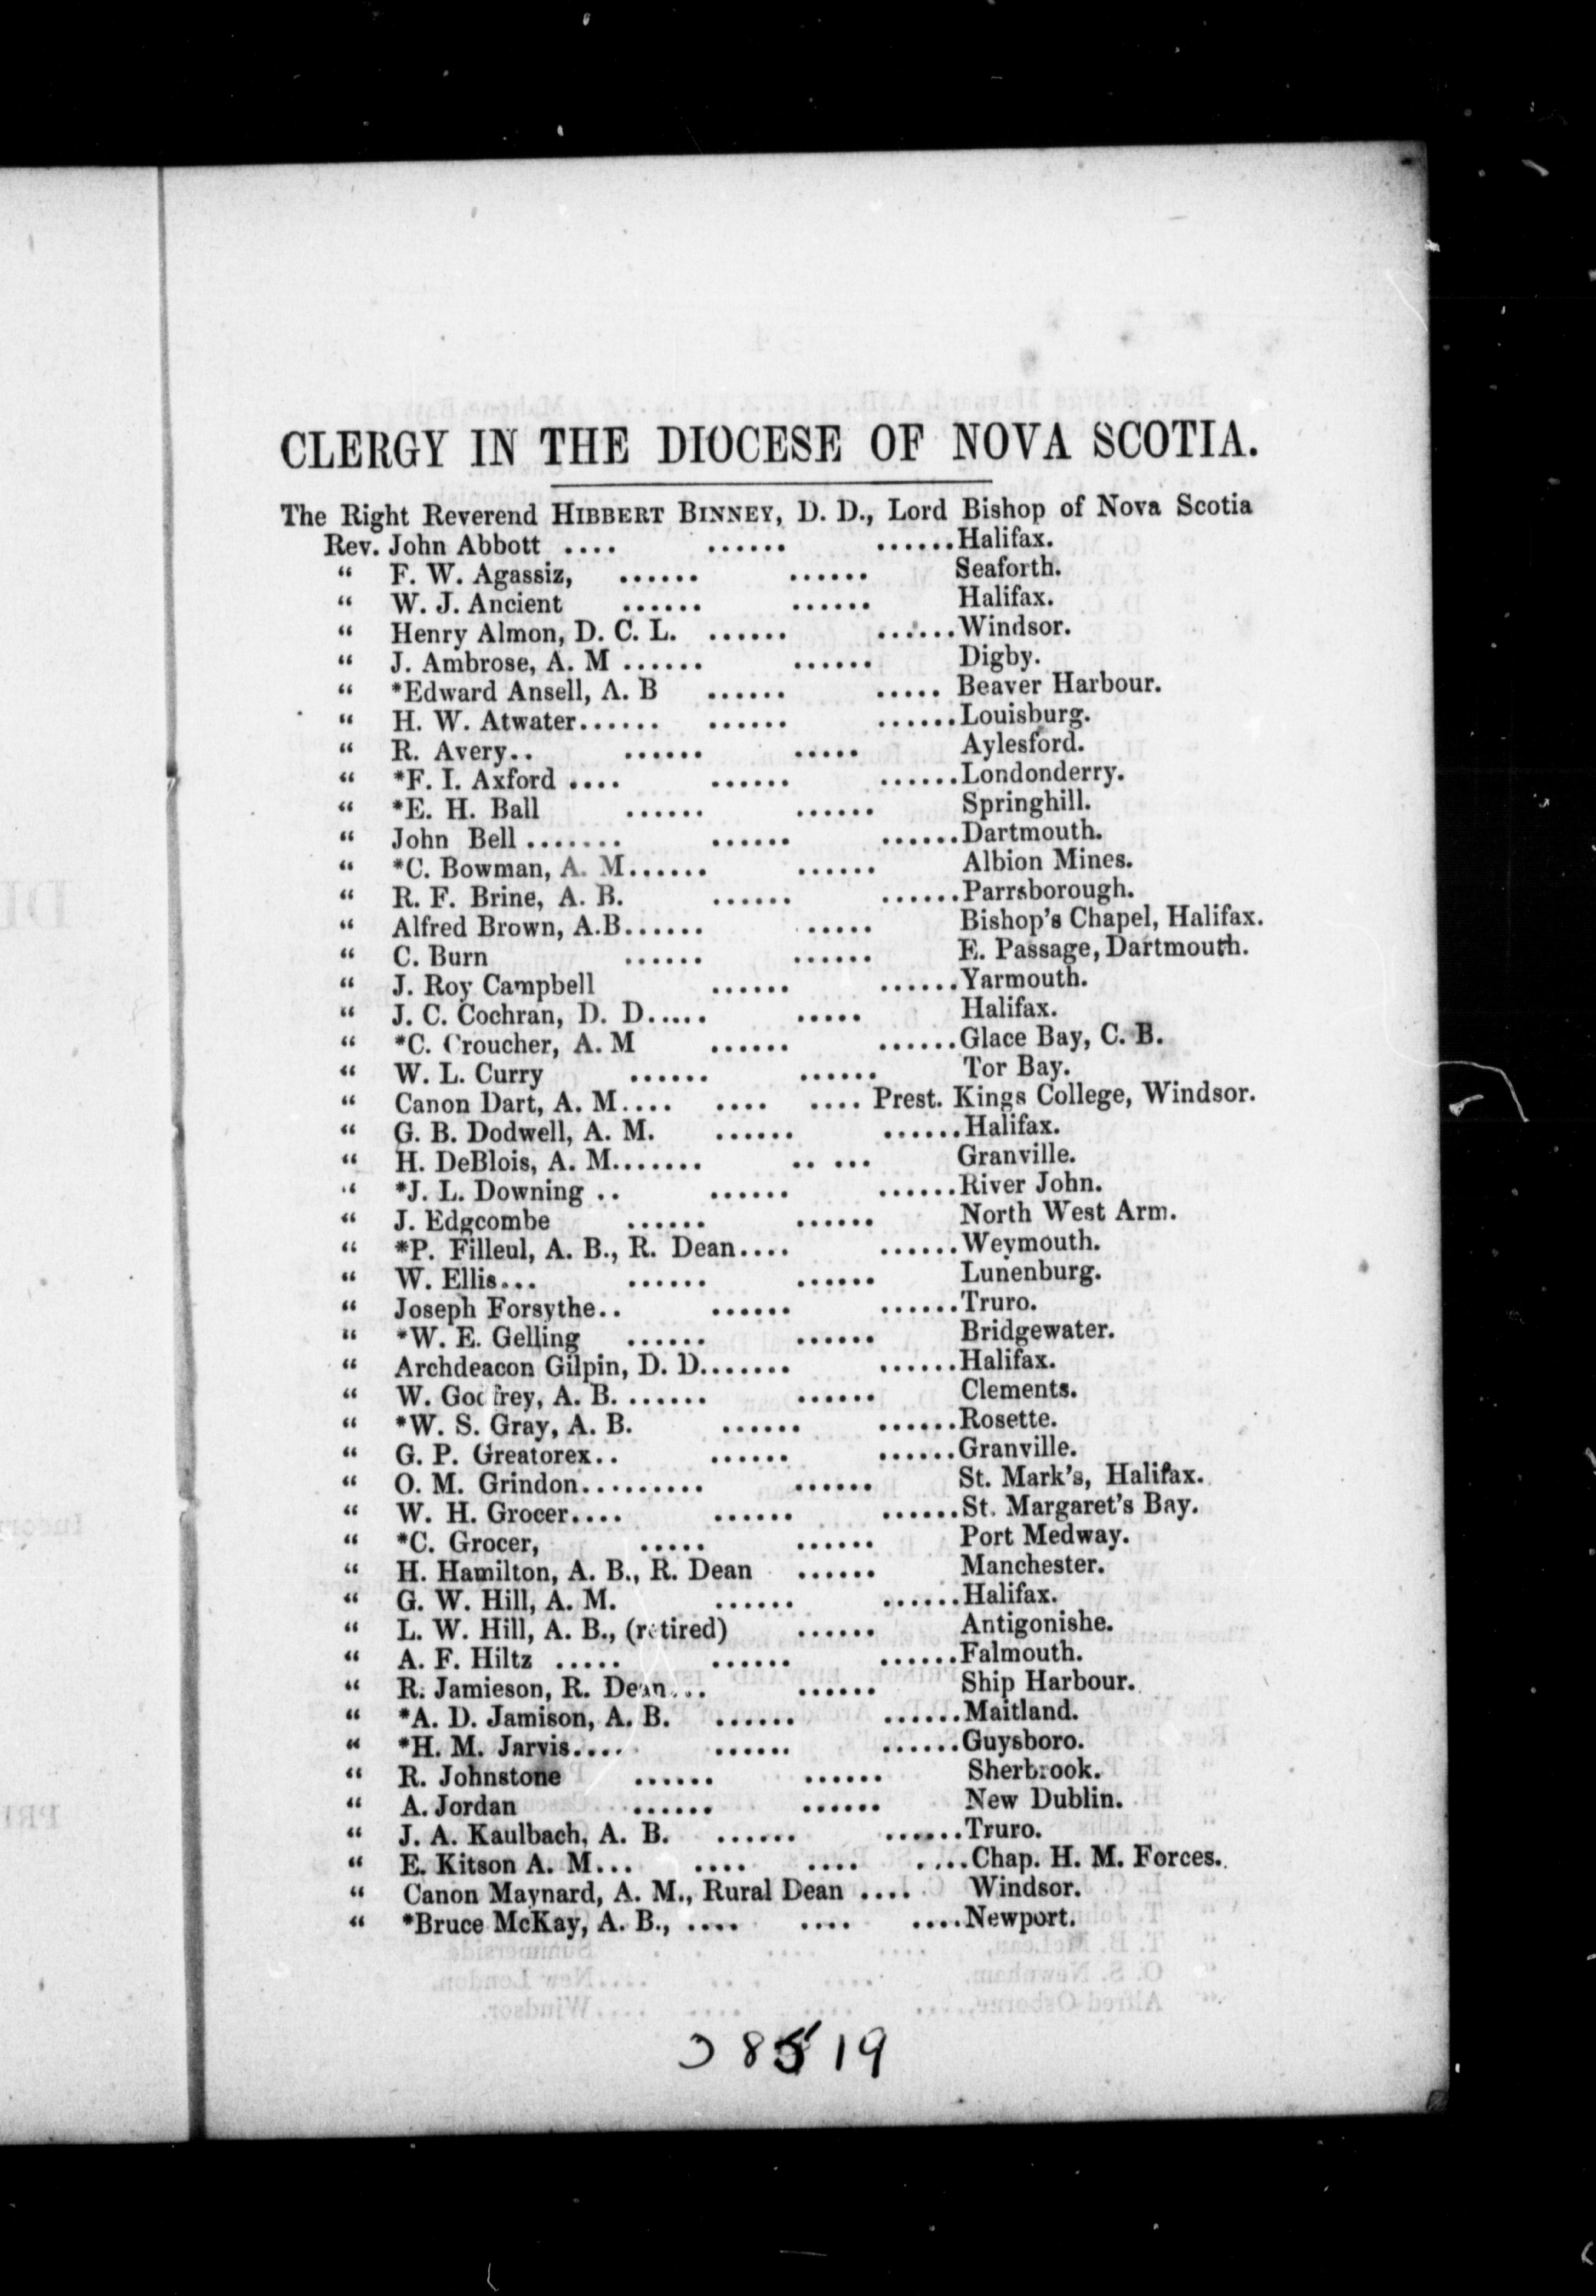 CLERGY IN THE DIOCESE OF NOVA SCOTIA.
The Right Reverend HIBBERT BINNEY, D. D., Lord Bishop of Nova Scotia
Rev. John Abbott .... ...... ......Halifax.
“ F. W. Agassiz, ...... ...... Seaforth.
“ W. J. Ancient ...... ...... Halifax.
“ Henry Almon, D. C. L. ...... ......Windsor.
“ J. Ambrose, A. M ...... ...... Digby.
“ *Edward Ansell, A. B ...... ..... Beaver Harbour.
“ H. W. Atwater...... ...... ......Louisburg.
“ R. Avery.. ...... ..... Aylesford.
“ *F. I. Axford .... ...... ......Londonderry.
“ *E. H. Ball ...... ...... Springhill.
“ John Bell ....... ...... ......Dartmouth.
“ *C. Bowman, A. M...... ...... Albion Mines.
“ R. F. Brine, A. B. ...... ......Parrsborough.
“ Alfred Brown, A.B...... ..... Bishop's Chapel, Halifax.
“ C. Burn ...... ...... E. Passage, Dartmouth.
“ J. Roy Campbell ...... ......Yarmouth.
“ J. C. Cochran, D. D..... ..... Halifax.
“ *C. Croucher, A. M ...... ......Glace Bay, C. B.
“ W. L. Curry ...... ...... Tor Bay.
“ Canon Dart, A. M.... .... .... Prest. Kings College, Windsor.
“ G. B. Dodwell, A. M. ...... ......Halifax.
“ H. DeBlois, A. M....... .. ... Granville.
“ *J. L. Downing .. ...... ......River John.
“ J. Edgcombe ...... ...... North West Arm.
“ *P. Filleul, A. B., R. Dean.... ......Weymouth.
“ W. Ellis... ...... ...... Lunenburg.
“ Joseph Forsythe.. ...... ......Truro.
“ *W. E. Gelling ...... ...... Bridgewater.
“ Archdeacon Gilpin, D. D....... ......Halifax.
“ W. Godfrey, A. B. ...... ...... Clements.
“ *W. S. Gray, A. B. ...... ......Rosette.
“ G. P. Greatorex.. ...... ......Granville.
“ O. M. Grindon......... ...... St. Mark's, Halifax.
“ W. H. Grocer.... ...... ......St. Margaret's Bay.
“ *C. Grocer, ..... ...... Port Medway.
“ H. Hamilton, A. B., R. Dean ...... Manchester.
“ G. W. Hill, A. M. ...... ......Halifax.
“ L. W. Hill, A. B., (retired) ...... Antigonishe.
“ A. F. Hiltz ..... ...... ......Falmouth.
“ R. Jamieson, R. Dean... ...... Ship Harbour.
“ *A. D. Jamison, A. B. ...... ......Maitland.
“ *H. M. Jarvis.... ...... ......Guysboro.
“ R. Johnstone ...... ...... Sherbrook.
“ A. Jordan ...... ...... New Dublin.
“ J. A. Kaulbach, A. B. ...... ......Truro.
“ E. Kitson A. M... .... .... ....Chap. H. M. Forces.
“ Canon Maynard, A. M., Rural Dean .... Windsor.
“ *Bruce McKay, A. B., .... .... ....Newport.
38519